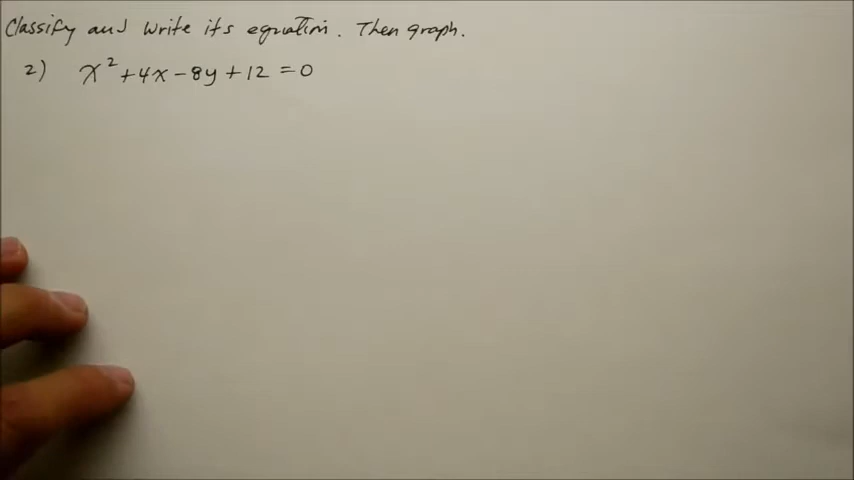 Classify and write its equation. Then graph.
2) x² + 4x - 8y + 12 = 0